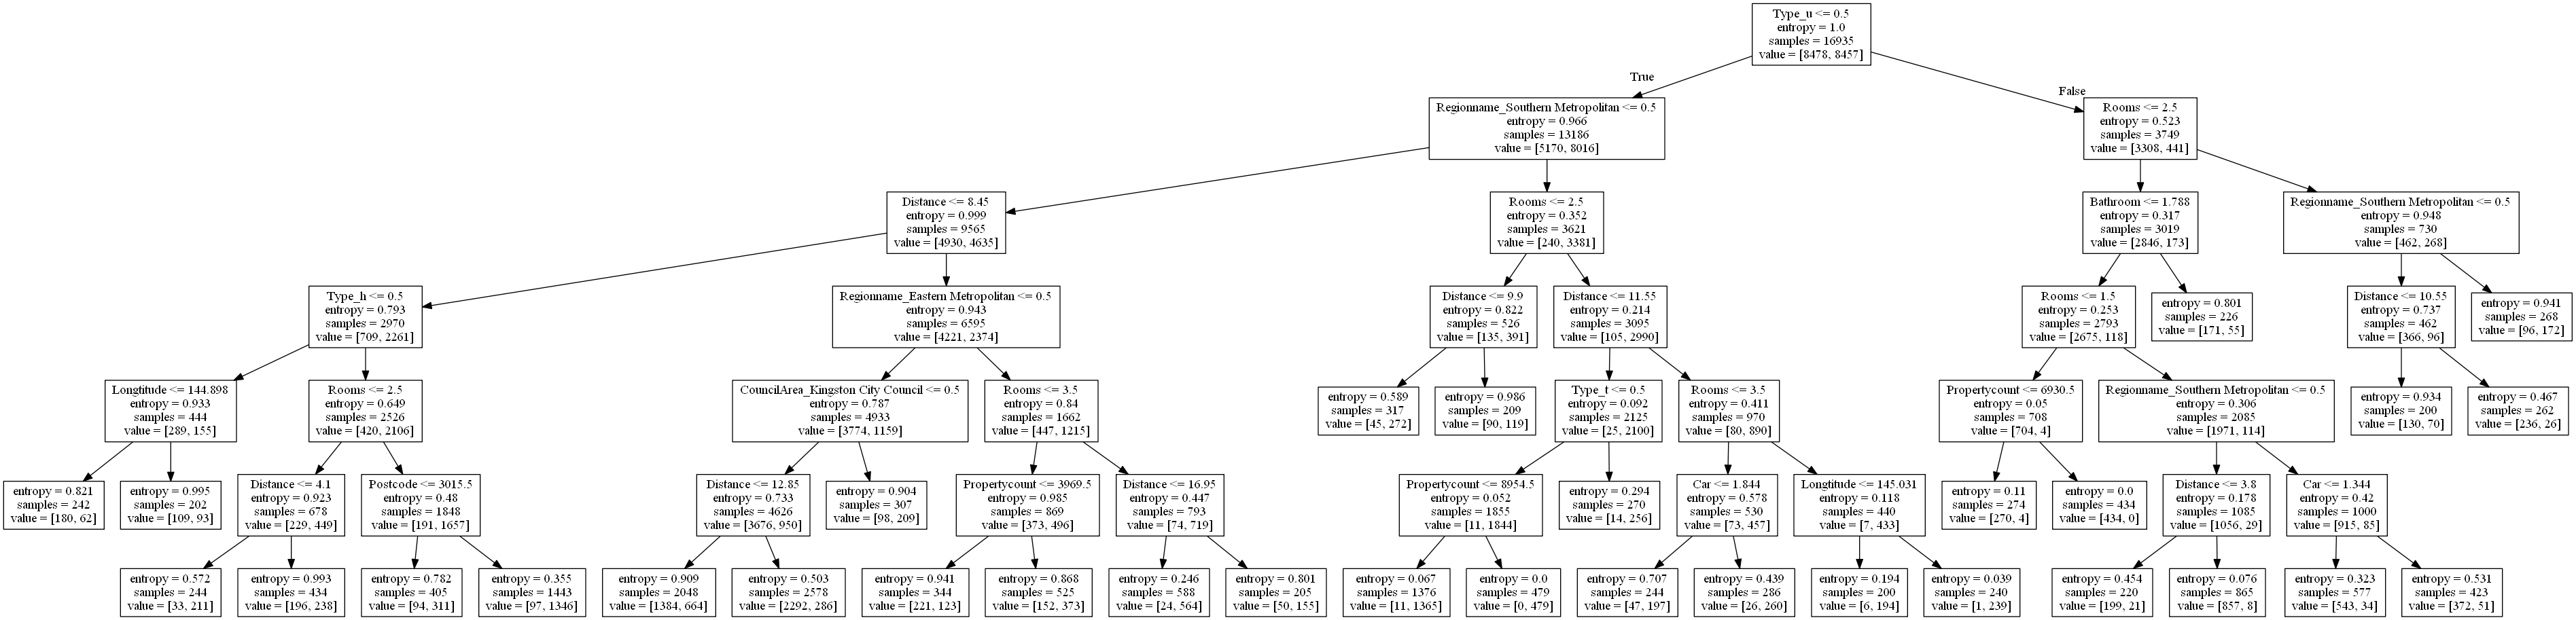 Type_u <= 0.5
entropy = 1.0
samples = 16935
value = [8478, 8457]
True
False
Regionname_Southern Metropolitan <= 0.5
entropy = 0.966
samples = 13186
value = [5170, 8016]
Rooms <= 2.5
entropy = 0.523
samples = 3749
value = [3308, 441]
Distance <= 8.45
entropy = 0.999
samples = 9565
value = [4930, 4635]
Rooms <= 2.5
entropy = 0.352
samples = 3621
value = [240, 3381]
Bathroom <= 1.788
entropy = 0.317
samples = 3019
value = [2846, 173]
Regionname_Southern Metropolitan <= 0.5
entropy = 0.948
samples = 730
value = [462, 268]
Type_h <= 0.5
entropy = 0.793
samples = 2970
value = [709, 2261]
Regionname_Eastern Metropolitan <= 0.5
entropy = 0.943
samples = 6595
value = [4221, 2374]
Distance <= 9.9
entropy = 0.822
samples = 526
value = [135, 391]
Distance <= 11.55
entropy = 0.214
samples = 3095
value = [105, 2990]
Rooms <= 1.5
entropy = 0.253
samples = 2793
value = [2675, 118]
entropy = 0.801
samples = 226
value = [171, 55]
Distance <= 10.55
entropy = 0.737
samples = 462
value = [366, 96]
entropy = 0.941
samples = 268
value = [96, 172]
Longtitude <= 144.898
entropy = 0.933
samples = 444
value = [289, 155]
Rooms <= 2.5
entropy = 0.649
samples = 2526
value = [420, 2106]
CouncilArea_Kingston City Council <= 0.5
entropy = 0.787
samples = 4933
value = [3774, 1159]
Rooms <= 3.5
entropy = 0.84
samples = 1662
value = [447, 1215]
entropy = 0.589
samples = 317
value = [45, 272]
entropy = 0.986
samples = 209
value = [90, 119]
Type_t <= 0.5
entropy = 0.092
samples = 2125
value = [25, 2100]
Rooms <= 3.5
entropy = 0.411
samples = 970
value = [80, 890]
Propertycount <= 6930.5
entropy = 0.05
samples = 708
value = [704, 4]
Regionname_Southern Metropolitan <= 0.5
entropy = 0.306
samples = 2085
value = [1971, 114]
entropy = 0.934
samples = 200
value = [130, 70]
entropy = 0.467
samples = 262
value = [236, 26]
entropy = 0.821
samples = 242
value = [180, 62]
entropy = 0.995
samples = 202
value = [109, 93]
Distance <= 4.1
entropy = 0.923
samples = 678
value = [229, 449]
Postcode <= 3015.5
entropy = 0.48
samples = 1848
value = [191, 1657]
Distance <= 12.85
entropy = 0.733
samples = 4626
value = [3676, 950]
entropy = 0.904
samples = 307
value = [98, 209]
Propertycount <= 3969.5
entropy = 0.985
samples = 869
value = [373, 496]
Distance <= 16.95
entropy = 0.447
samples = 793
value = [74, 719]
Propertycount <= 8954.5
entropy = 0.052
samples = 1855
value = [11, 1844]
entropy = 0.294
samples = 270
value = [14, 256]
Car <= 1.844
entropy = 0.578
samples = 530
value = [73, 457]
Longtitude <= 145.031
entropy = 0.118
samples = 440
value = [7, 433]
entropy = 0.11
samples = 274
value = [270, 4]
entropy = 0.0
samples = 434
value = [434, 0]
Distance <= 3.8
entropy = 0.178
samples = 1085
value = [1056, 29]
Car <= 1.344
entropy = 0.42
samples = 1000
value = [915, 85]
entropy = 0.572
samples = 244
value = [33, 211]
entropy = 0.993
samples = 434
value = [196, 238]
entropy = 0.782
samples = 405
value = [94, 311]
entropy = 0.355
samples = 1443
value = [97, 1346]
entropy = 0.909
samples = 2048
value = [1384, 664]
entropy = 0.503
samples = 2578
value = [2292, 286]
entropy = 0.941
samples = 344
value = [221, 123]
entropy = 0.868
samples = 525
value = [152, 373]
entropy = 0.246
samples = 588
value = [24, 564]
entropy = 0.801
samples = 205
value = [50, 155]
entropy = 0.067
samples = 1376
value = [11, 1365]
entropy = 0.0
samples = 479
value = [0, 479]
entropy = 0.707
samples = 244
value = [47, 197]
entropy = 0.439
samples = 286
value = [26, 260]
entropy = 0.194
samples = 200
value = [6, 194]
entropy = 0.039
samples = 240
value = [1, 239]
entropy = 0.454
samples = 220
value = [199, 21]
entropy = 0.076
samples = 865
value = [857, 8]
entropy = 0.323
samples = 577
value = [543, 34]
entropy = 0.531
samples = 423
value = [372, 51]